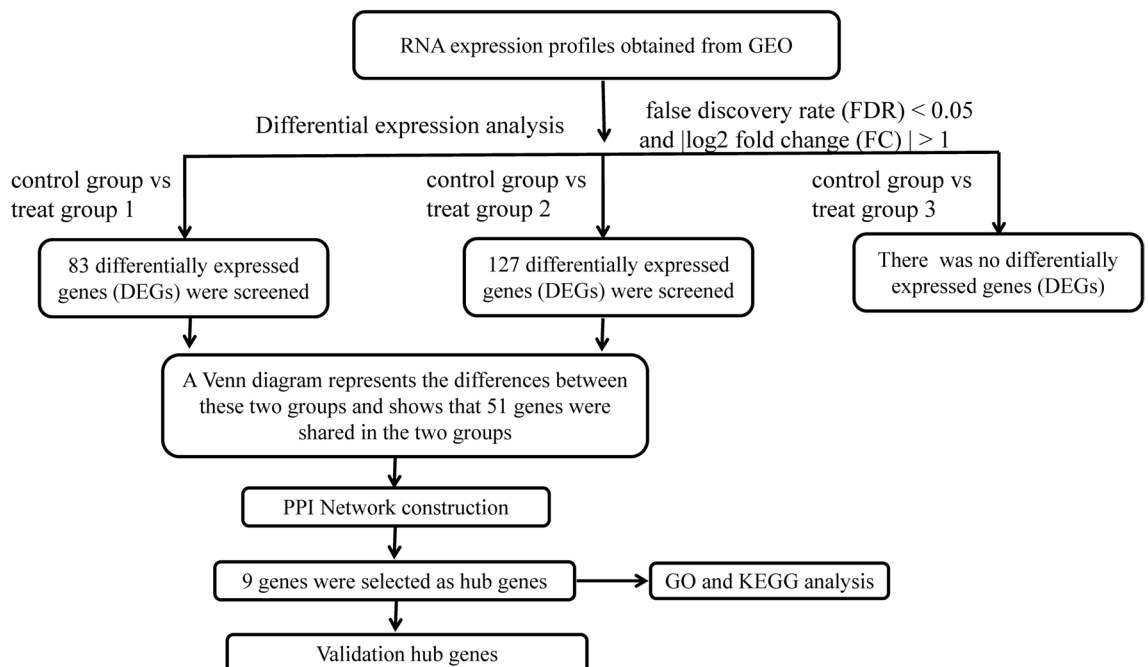 RNA expression profiles obtained from GEO
Differential expression analysis
false discovery rate (FDR) < 0.05
and |log2 fold change (FC) | > 1
control group vs
treat group 1
control group vs
treat group 2
control group vs
treat group 3
83 differentially expressed
genes (DEGs) were screened
127 differentially expressed
genes (DEGs) were screened
There was no differentially
expressed genes (DEGs)
A Venn diagram represents the differences between
these two groups and shows that 51 genes were
shared in the two groups
PPI Network construction
9 genes were selected as hub genes
GO and KEGG analysis
Validation hub genes